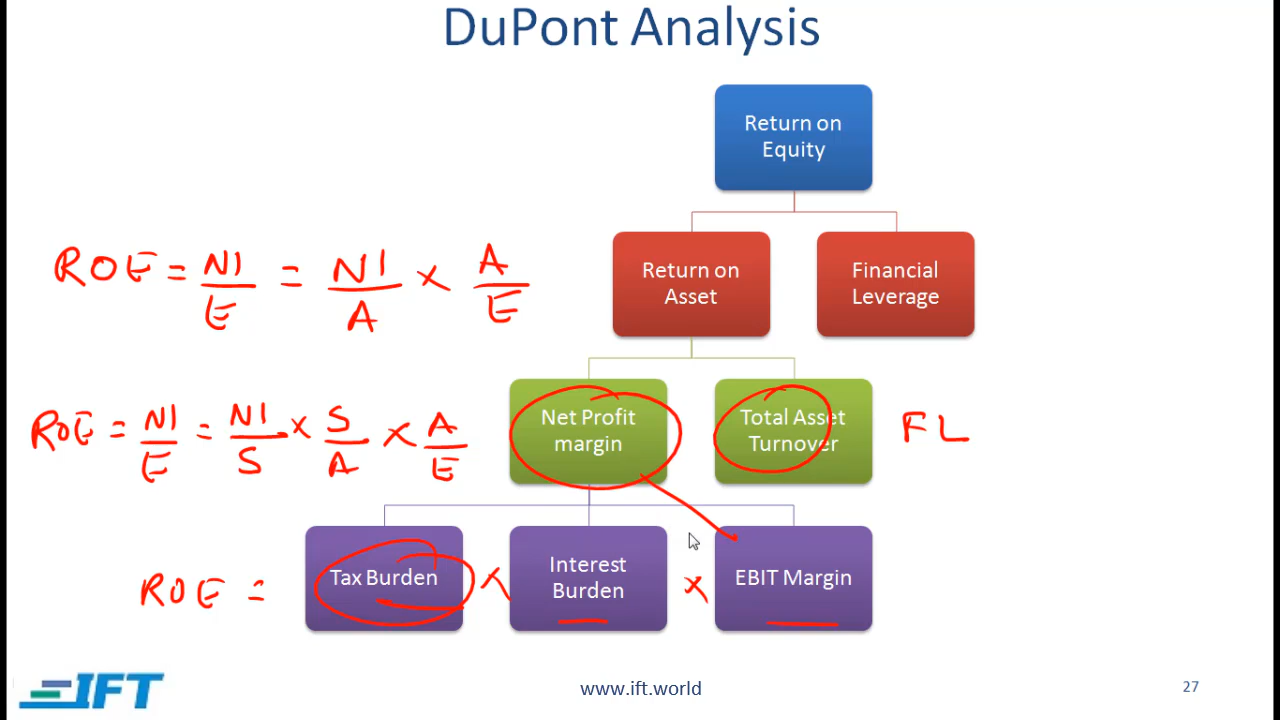 DuPont Analysis
Return on
Equity
Return on
Asset
Financial
Leverage
ROE = NI/E = NI/A × A/E
Net Profit
margin
Total Asset
Turnover
FL
ROE = NI/E = NI/S × S/A × A/E
ROE = Tax Burden × Interest Burden × EBIT Margin
IFT
www.ift.world
27